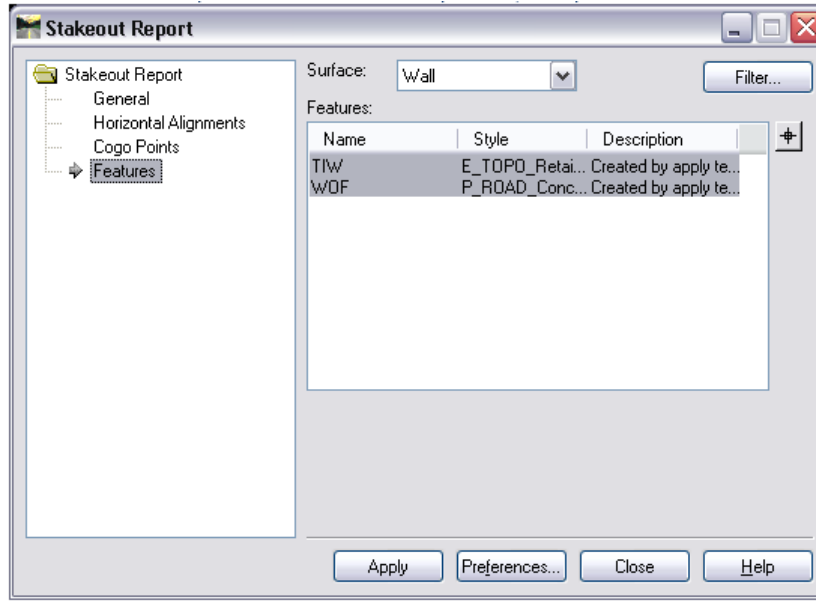 Stakeout Report
Stakeout Report
General
Horizontal Alignments
Cogo Points
Features
Surface: Wall Filter...
Features:
Name Style Description
TIW E_TOPO_Retai... Created by apply te...
WOF P_ROAD_Conc... Created by apply te...
Apply Preferences... Close Help